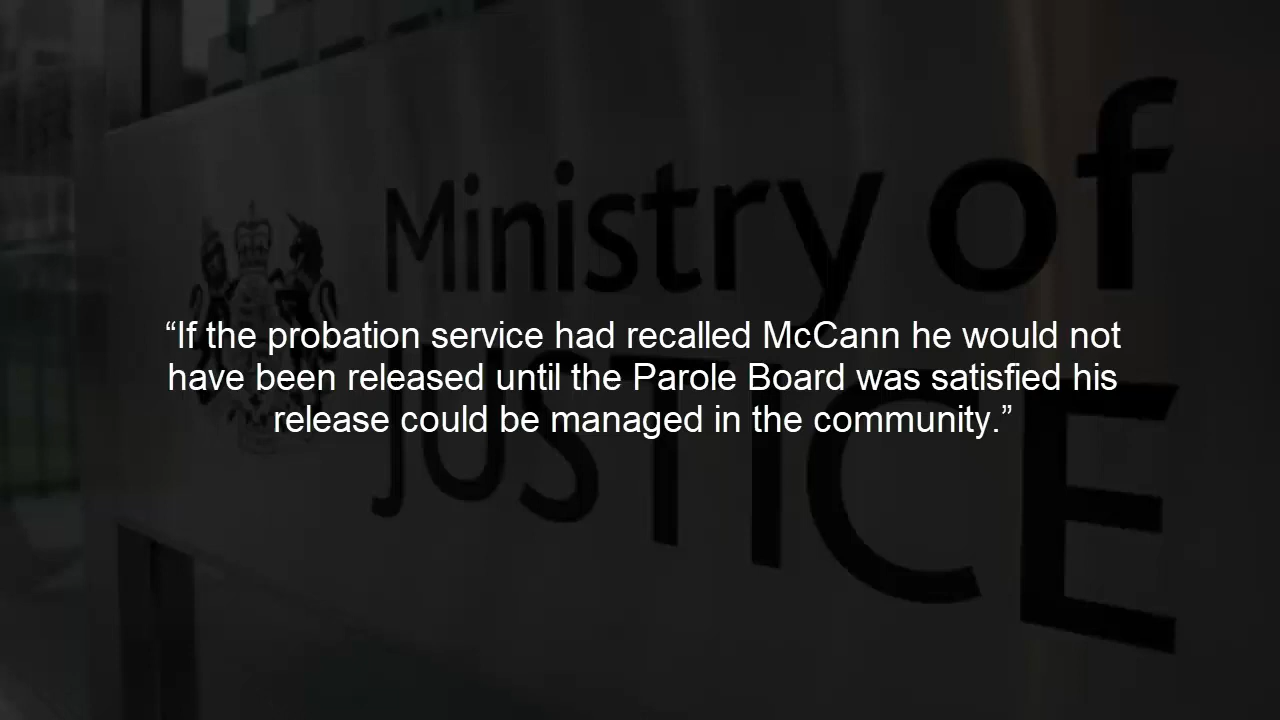 Ministry of
JUSTICE
“If the probation service had recalled McCann he would not
have been released until the Parole Board was satisfied his
release could be managed in the community.”